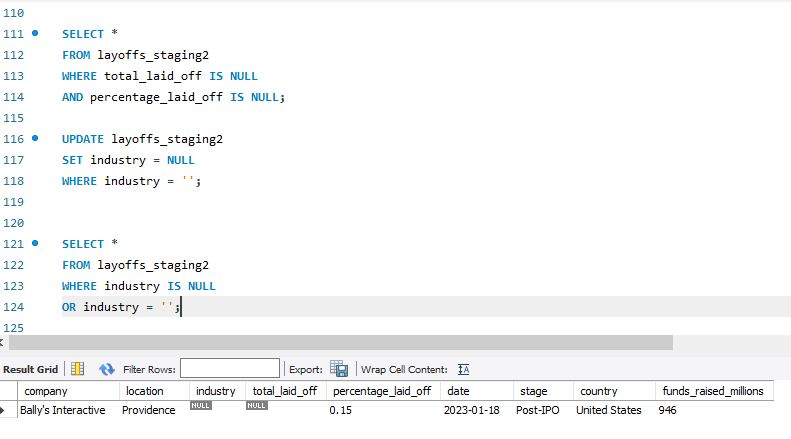 110
111 SELECT *
112 FROM layoffs_staging2
113 WHERE total_laid_off IS NULL
114 AND percentage_laid_off IS NULL;
115
116 UPDATE layoffs_staging2
117 SET industry = NULL
118 WHERE industry = '';
119
120
121 SELECT *
122 FROM layoffs_staging2
123 WHERE industry IS NULL
124 OR industry = '';
125
Result Grid Filter Rows: Export: Wrap Cell Content: IA
company location industry total_laid_off percentage_laid_off date stage country funds_raised_millions
Bally's Interactive Providence NULL NULL 0.15 2023-01-18 Post-IPO United States 946